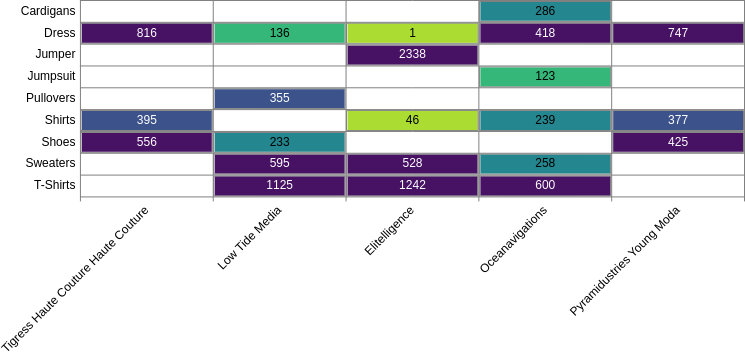 Cardigans 286
Dress 816 136 1 418 747
Jumper 2338
Jumpsuit 123
Pullovers 355
Shirts 395 46 239 377
Shoes 556 233 425
Sweaters 595 528 258
T-Shirts 1125 1242 600
Tigress Haute Couture Haute Couture
Low Tide Media
Elitelligence
Oceanavigations
Pyramidustries Young Moda